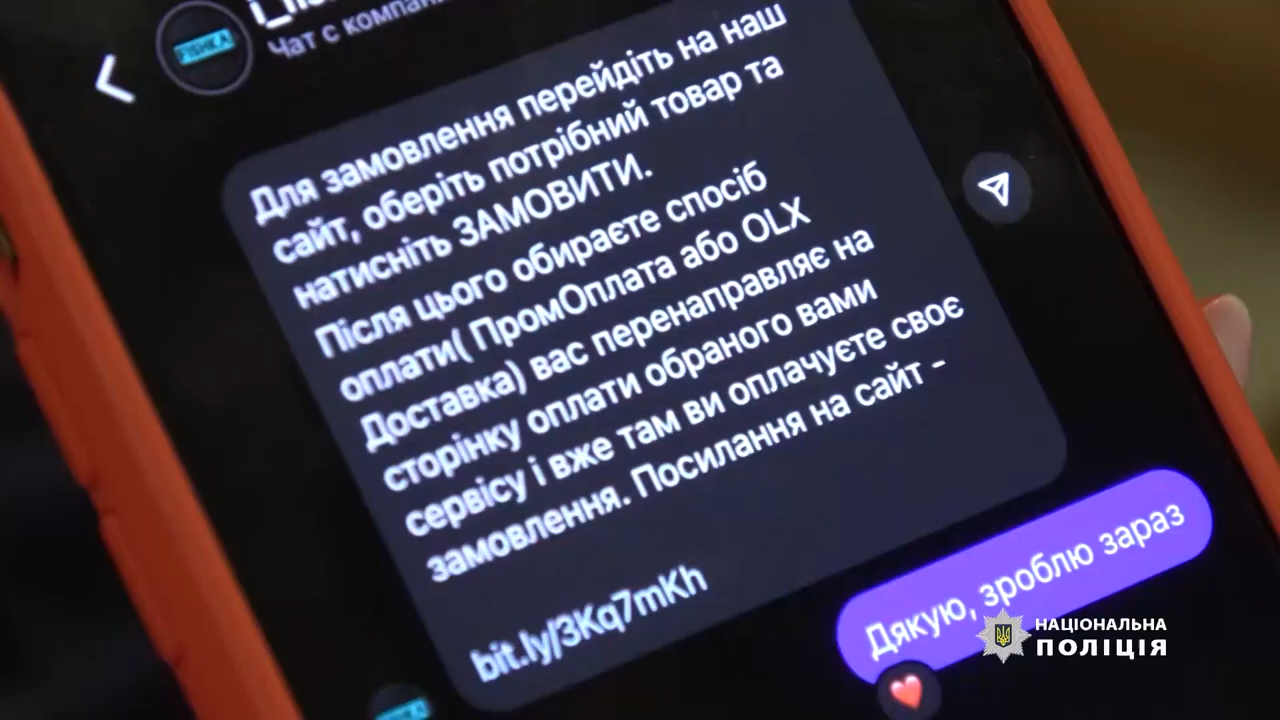 FISHKA
Чат с компани
Для замовлення перейдіть на наш
сайт, оберіть потрібний товар та
натисніть ЗАМОВИТИ.
Після цього обираєте спосіб
оплати( ПромОплата або OLX
Доставка) вас перенаправляє на
сторінку оплати обраного вами
сервісу і вже там ви оплачуєте своє
замовлення. Посилання на сайт -
bit.ly/3Kq7mKh
Дякую, зроблю зараз
НАЦІОНАЛЬНА
ПОЛІЦІЯ